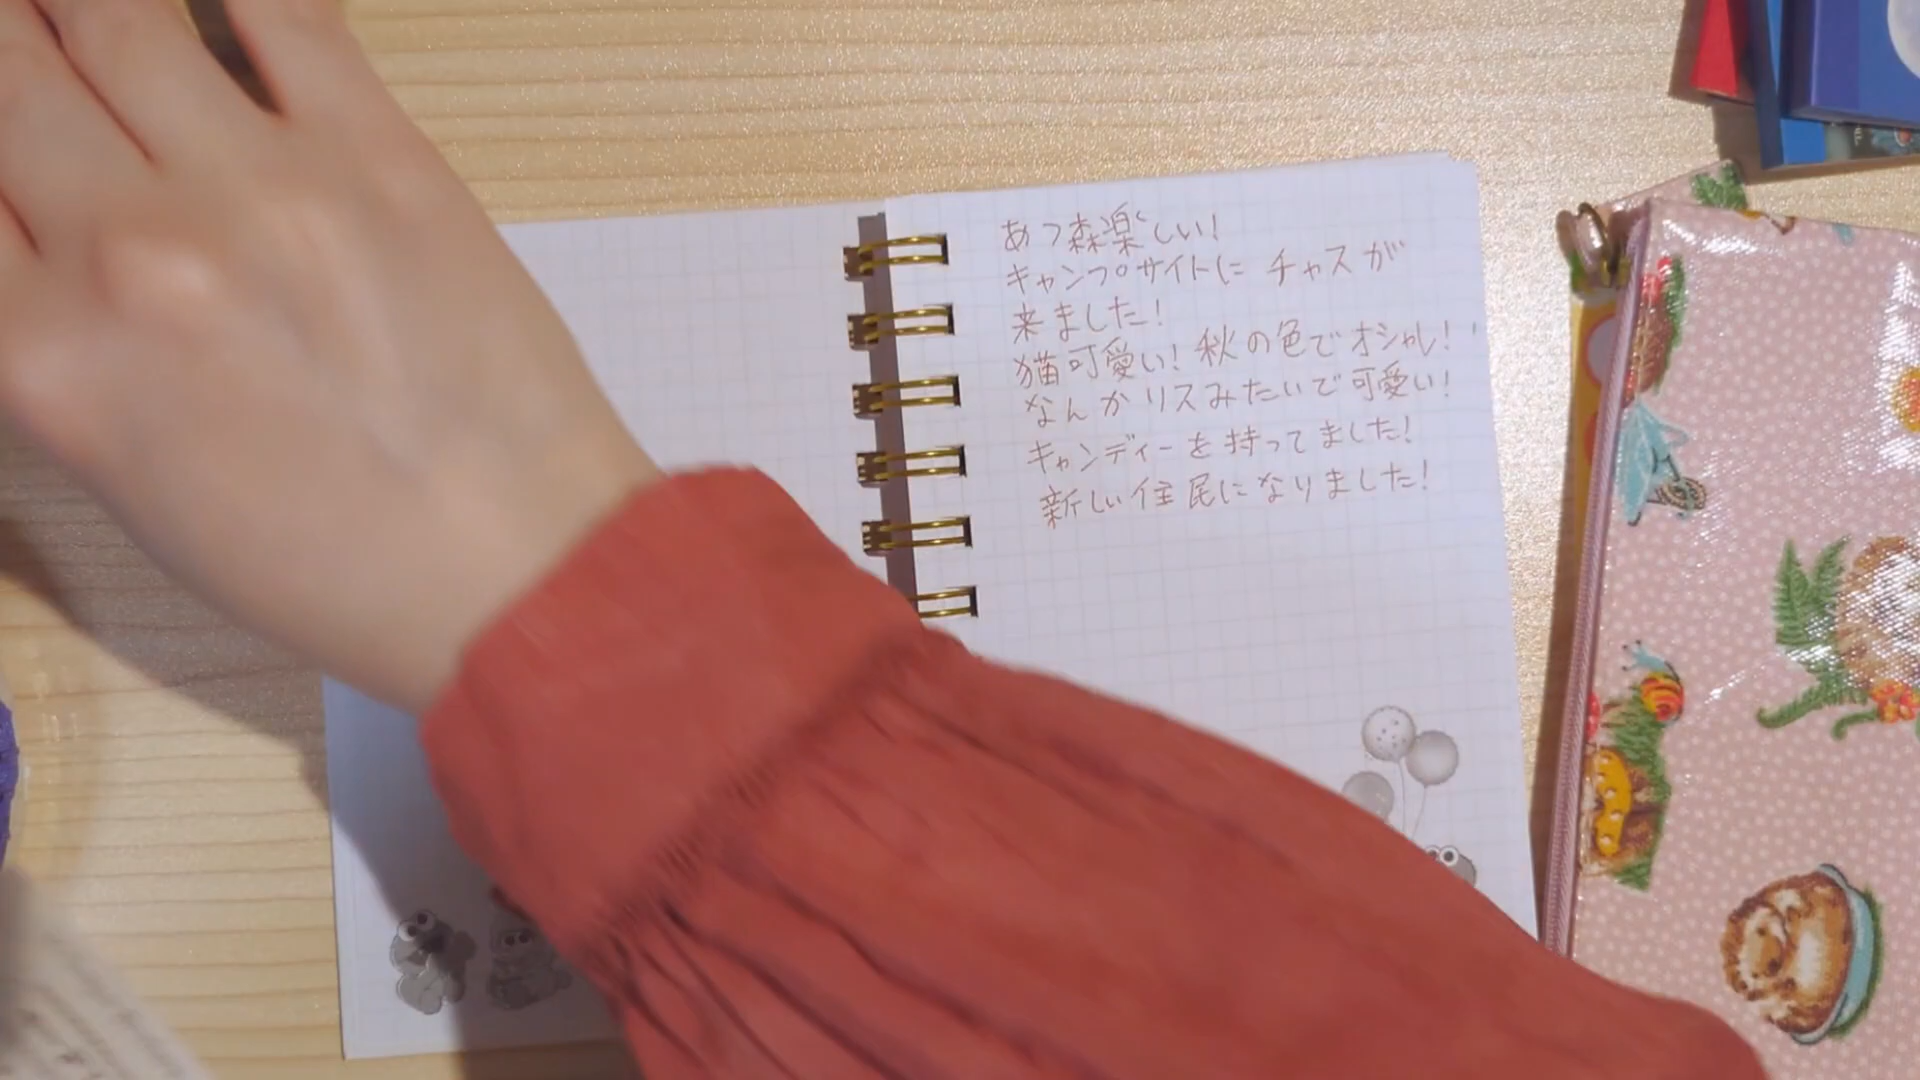 あつ森楽しい!
キャンプサイトに チャスが
来ました!
猫可愛い! 秋の色でオシャレ!
なんかリスみたいで可愛い!
キャンディーを持ってました!
新しい住民になりました!